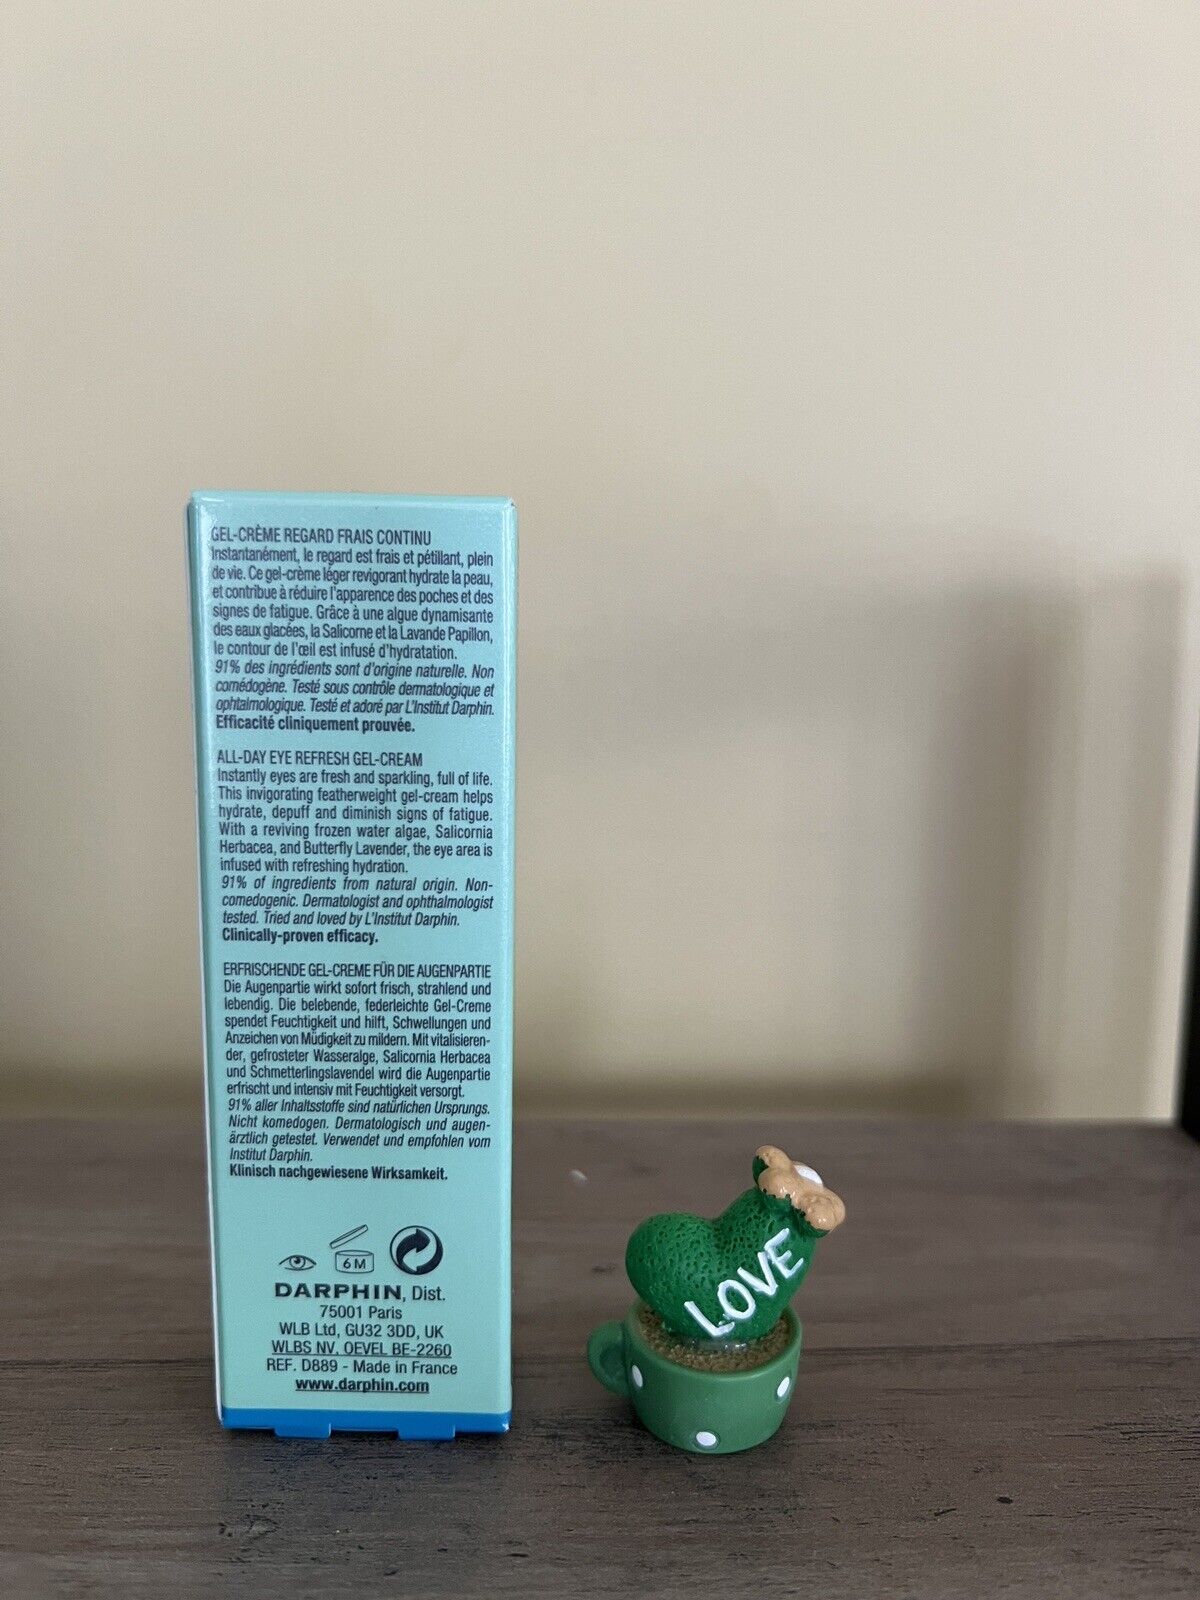 GEL-CRÈME REGARD FRAIS CONTINU
Instantanément, le regard est frais et pétillant, plein
de vie. Ce gel-crème léger revigorant hydrate la peau,
et contribue à réduire l'apparence des poches et des
signes de fatigue. Grâce à une algue dynamisante
des eaux glacées, la Salicorne et la Lavande Papillon,
le contour de l'œil est infusé d'hydratation.
91% des ingrédients sont d'origine naturelle. Non
comédogène. Testé sous contrôle dermatologique et
ophtalmologique. Testé et adoré par L'Institut Darphin.
Efficacité cliniquement prouvée.
ALL-DAY EYE REFRESH GEL-CREAM
Instantly eyes are fresh and sparkling, full of life.
This invigorating featherweight gel-cream helps
hydrate, depuff and diminish signs of fatigue.
With a reviving frozen water algae, Salicornia
Herbacea, and Butterfly Lavender, the eye area is
infused with refreshing hydration.
91% of ingredients from natural origin. Non-
comedogenic. Dermatologist and ophthalmologist
tested. Tried and loved by L'Institut Darphin.
Clinically-proven efficacy.
ERFRISCHENDE GEL-CREME FÜR DIE AUGENPARTIE
Die Augenpartie wirkt sofort frisch, strahlend und
lebendig. Die belebende, federleichte Gel-Creme
spendet Feuchtigkeit und hilft, Schwellungen und
Anzeichen von Müdigkeit zu mildern. Mit vitalisieren-
der, gefrosteter Wasseralge, Salicornia Herbacea
und Schmetterlingslavendel wird die Augenpartie
erfrischt und intensiv mit Feuchtigkeit versorgt.
91% aller Inhaltsstoffe sind natürlichen Ursprungs.
Nicht komedogen. Dermatologisch und augen-
ärztlich getestet. Verwendet und empfohlen vom
Institut Darphin.
Klinisch nachgewiesene Wirksamkeit.
6 M
DARPHIN, Dist.
75001 Paris
WLB Ltd, GU32 3DD, UK
WLBS NV, OEVEL BE-2260
REF. D889 - Made in France
www.darphin.com
LOVE